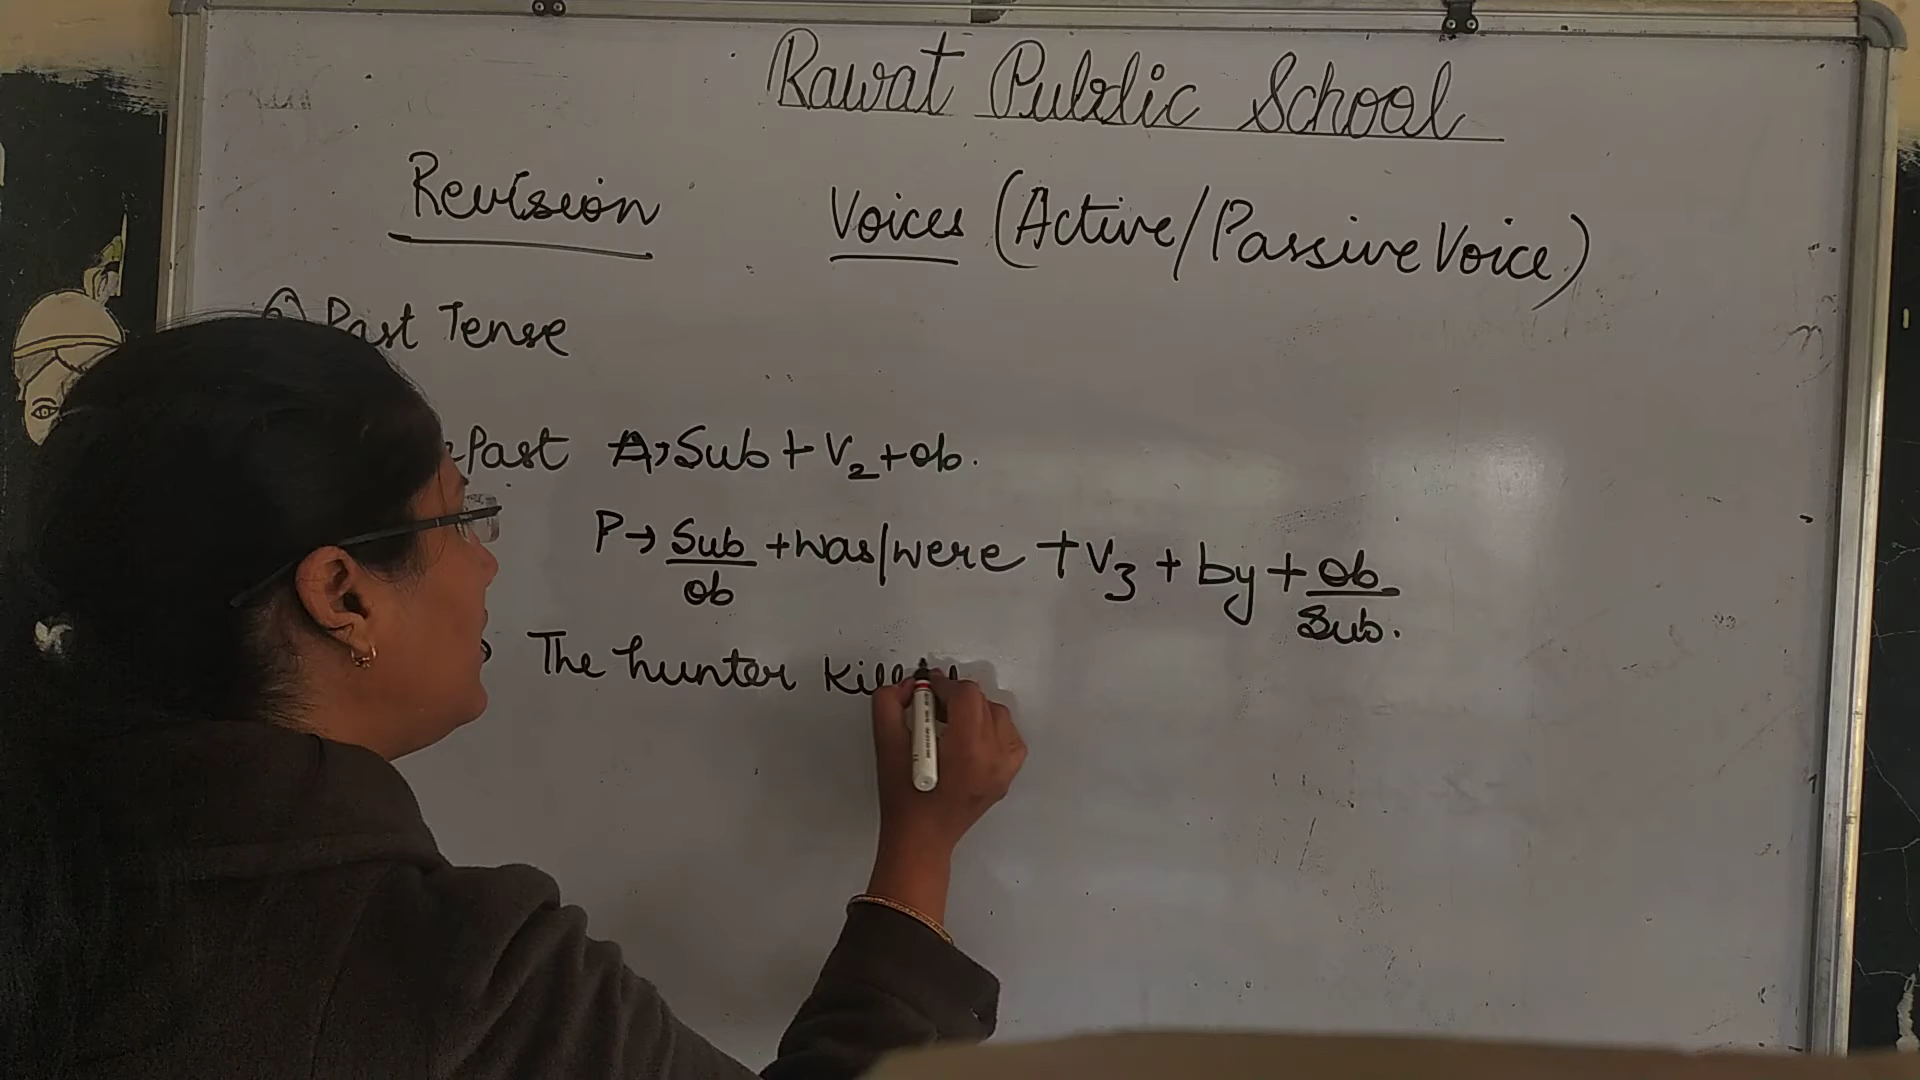 Rawat Public School
Revision Voices (Active/Passive Voice)
Past Tense
Past A→ Sub + V2 + ob.
P→ Sub/ob + was/were + V3 + by + ob/Sub.
The hunter